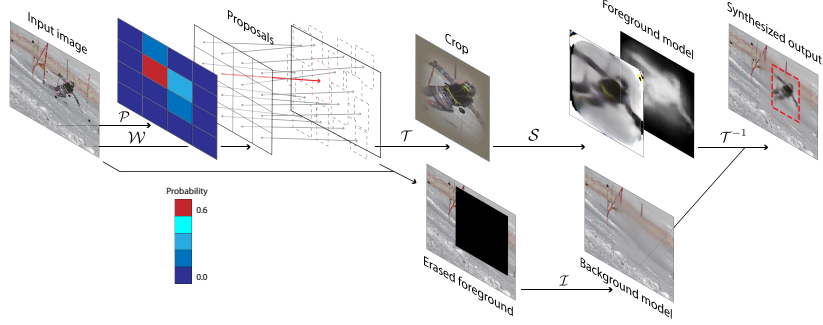 Input image
Proposals
Crop
Foreground model
Synthesized output
𝒫
𝒲
𝒯
𝒮
𝒯⁻¹
Probability
0.6
0.0
Erased foreground
ℐ
Background model